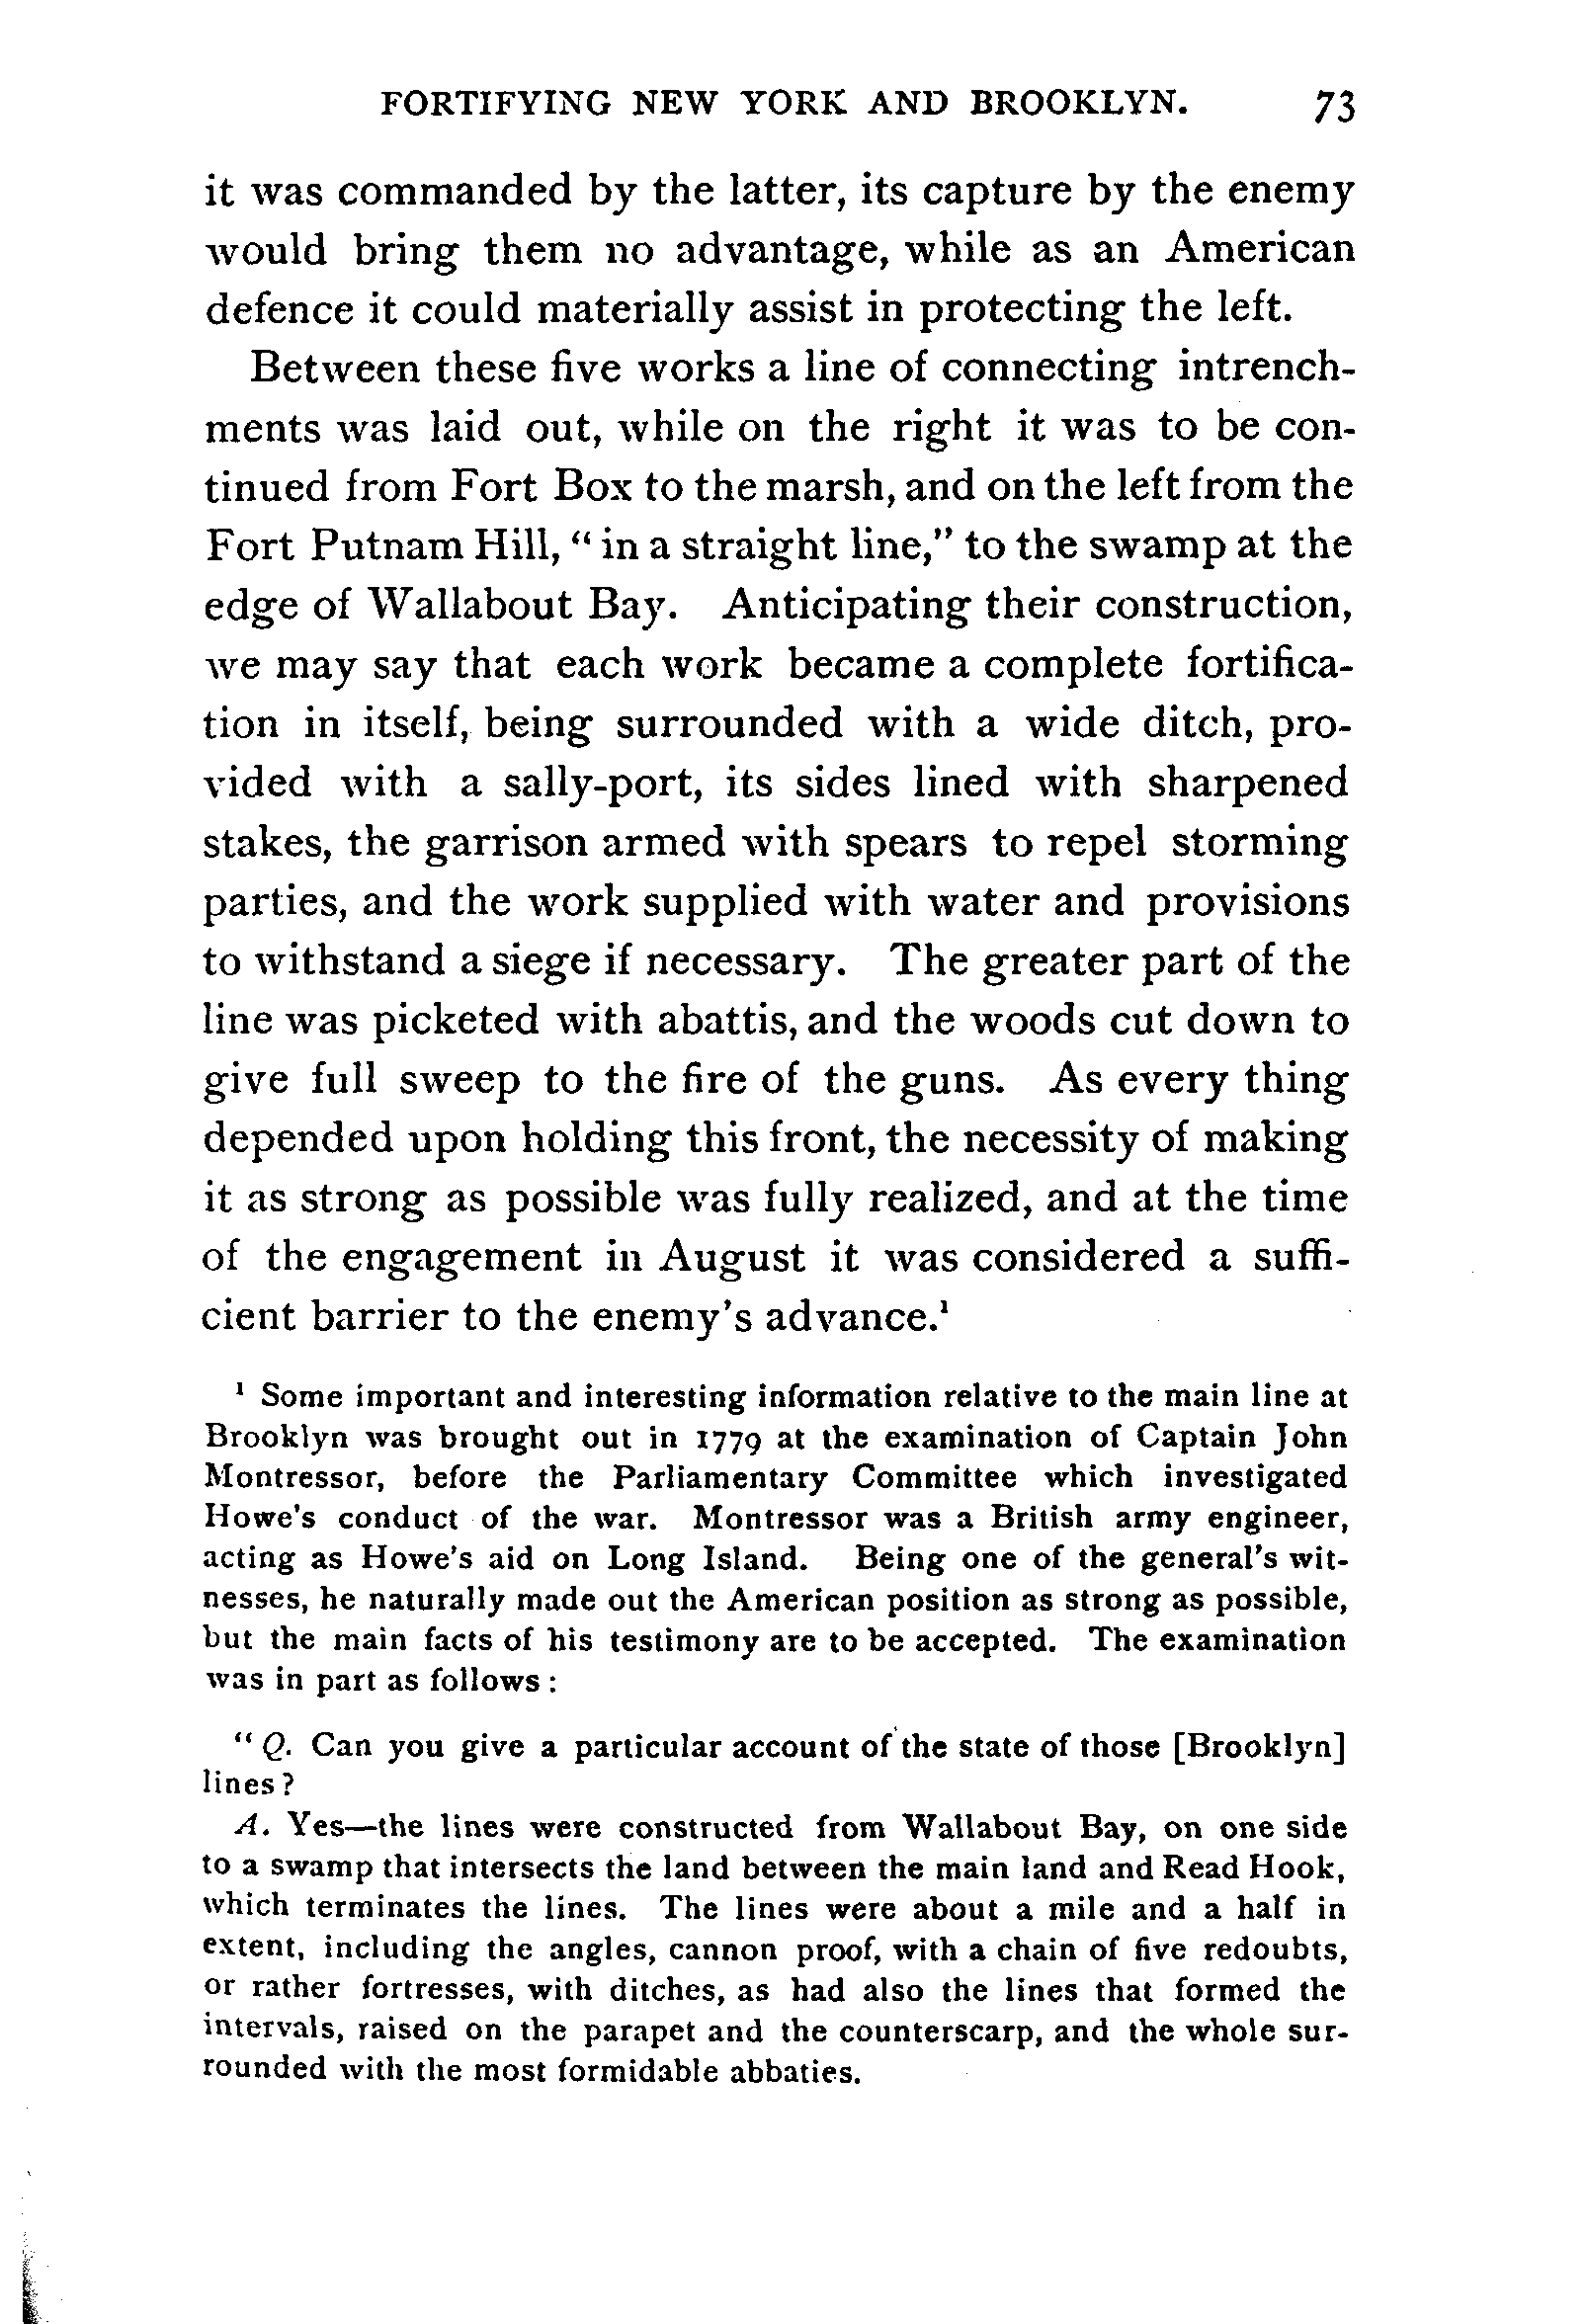 FORTIFYING NEW YORK AND BROOKLYN. 73
it was commanded by the latter, its capture by the enemy
would bring them no advantage, while as an American
defence it could materially assist in protecting the left.
Between these five works a line of connecting intrench-
ments was laid out, while on the right it was to be con-
tinued from Fort Box to the marsh, and on the left from the
Fort Putnam Hill, “ in a straight line,” to the swamp at the
edge of Wallabout Bay. Anticipating their construction,
we may say that each work became a complete fortifica-
tion in itself, being surrounded with a wide ditch, pro-
vided with a sally-port, its sides lined with sharpened
stakes, the garrison armed with spears to repel storming
parties, and the work supplied with water and provisions
to withstand a siege if necessary. The greater part of the
line was picketed with abattis, and the woods cut down to
give full sweep to the fire of the guns. As every thing
depended upon holding this front, the necessity of making
it as strong as possible was fully realized, and at the time
of the engagement in August it was considered a suffi-
cient barrier to the enemy's advance.¹
¹ Some important and interesting information relative to the main line at
Brooklyn was brought out in 1779 at the examination of Captain John
Montressor, before the Parliamentary Committee which investigated
Howe's conduct of the war. Montressor was a British army engineer,
acting as Howe's aid on Long Island. Being one of the general's wit-
nesses, he naturally made out the American position as strong as possible,
but the main facts of his testimony are to be accepted. The examination
was in part as follows :
“ Q. Can you give a particular account of the state of those [Brooklyn]
lines ?
A. Yes—the lines were constructed from Wallabout Bay, on one side
to a swamp that intersects the land between the main land and Read Hook,
which terminates the lines. The lines were about a mile and a half in
extent, including the angles, cannon proof, with a chain of five redoubts,
or rather fortresses, with ditches, as had also the lines that formed the
intervals, raised on the parapet and the counterscarp, and the whole sur-
rounded with the most formidable abbaties.